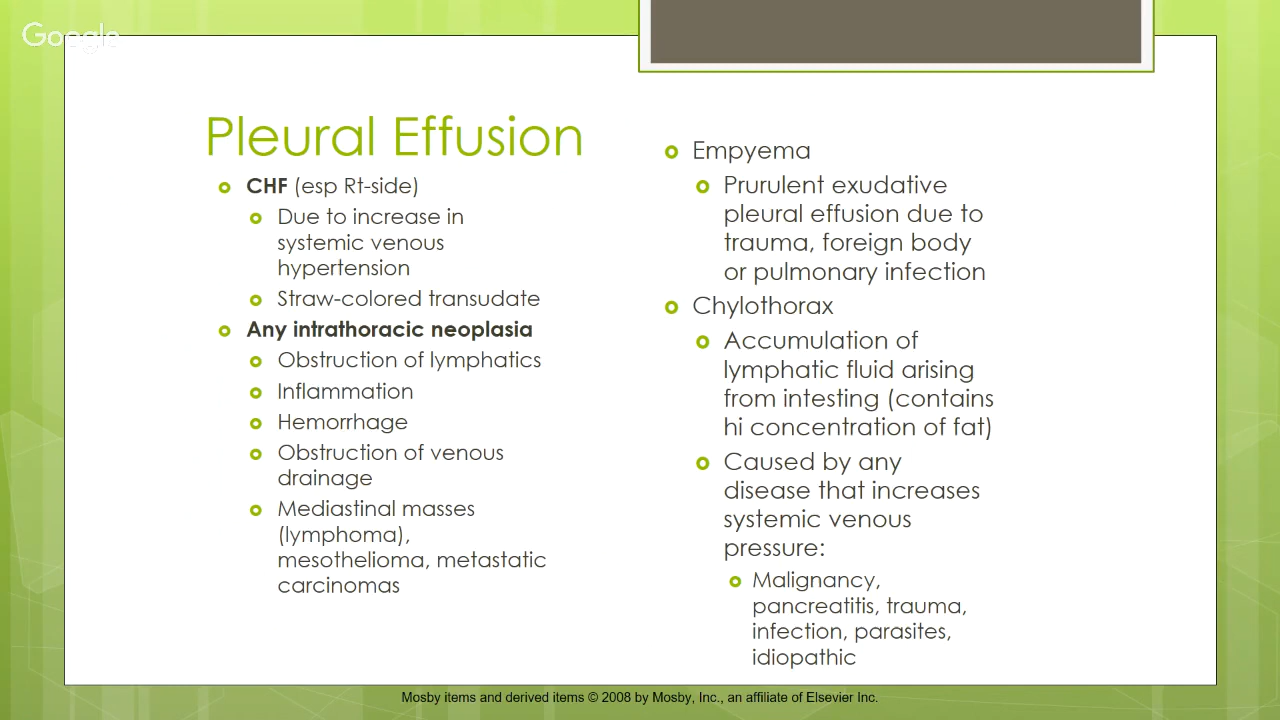 Google
Pleural Effusion
CHF (esp Rt-side)
Due to increase in
systemic venous
hypertension
Straw-colored transudate
Any intrathoracic neoplasia
Obstruction of lymphatics
Inflammation
Hemorrhage
Obstruction of venous
drainage
Mediastinal masses
(lymphoma),
mesothelioma, metastatic
carcinomas
Empyema
Prurulent exudative
pleural effusion due to
trauma, foreign body
or pulmonary infection
Chylothorax
Accumulation of
lymphatic fluid arising
from intesting (contains
hi concentration of fat)
Caused by any
disease that increases
systemic venous
pressure:
Malignancy,
pancreatitis, trauma,
infection, parasites,
idiopathic
Mosby items and derived items © 2008 by Mosby, Inc., an affiliate of Elsevier Inc.